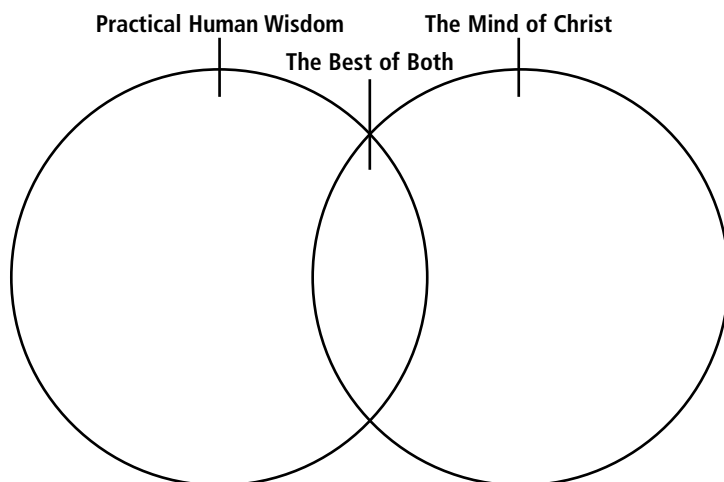 Practical Human Wisdom
The Mind of Christ
The Best of Both